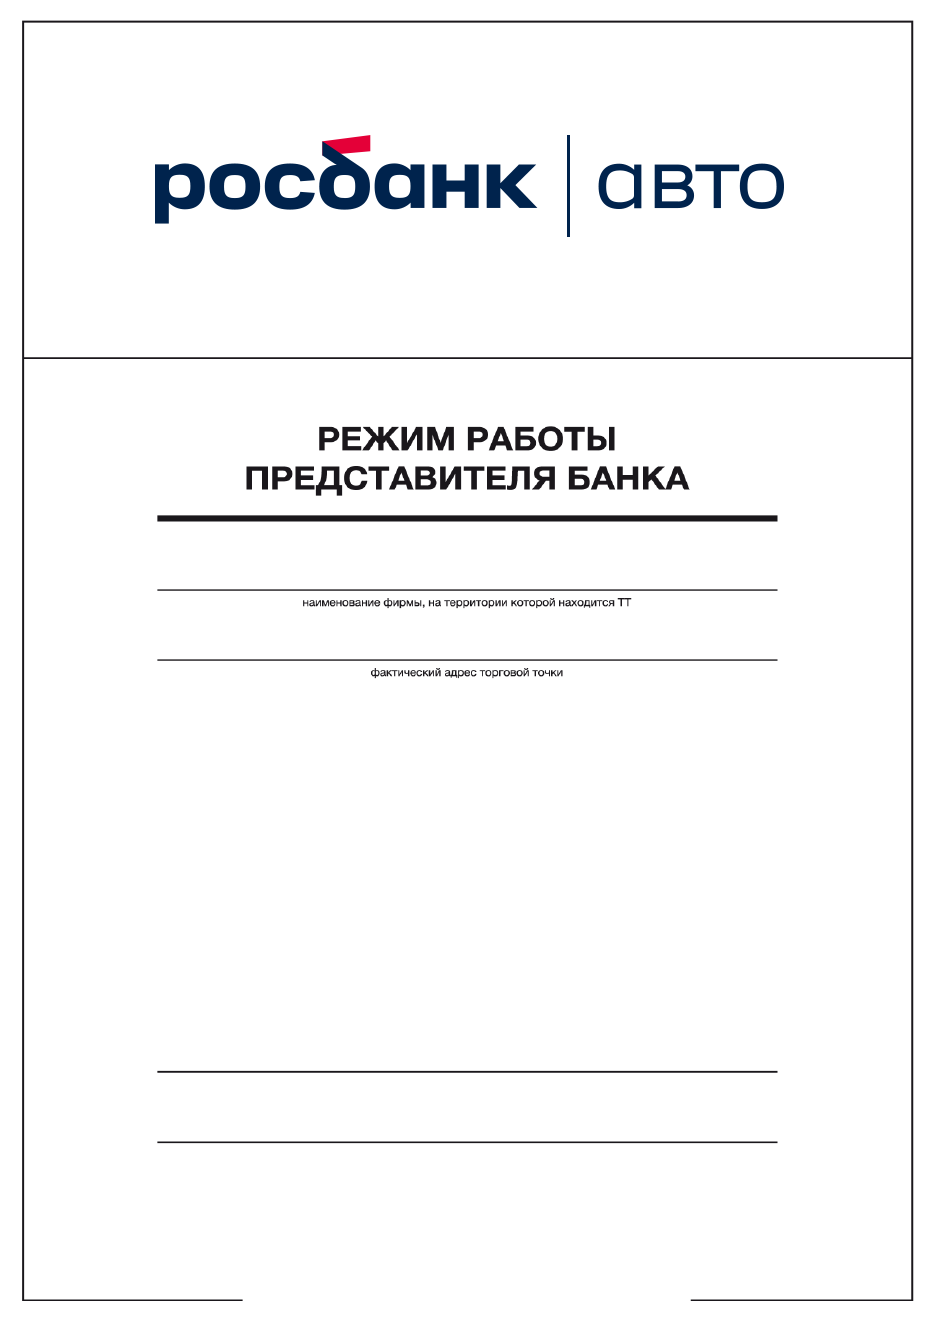 росбанк | авто
РЕЖИМ РАБОТЫ
ПРЕДСТАВИТЕЛЯ БАНКА
наименование фирмы, на территории которой находится ТТ
фактический адрес торговой точки